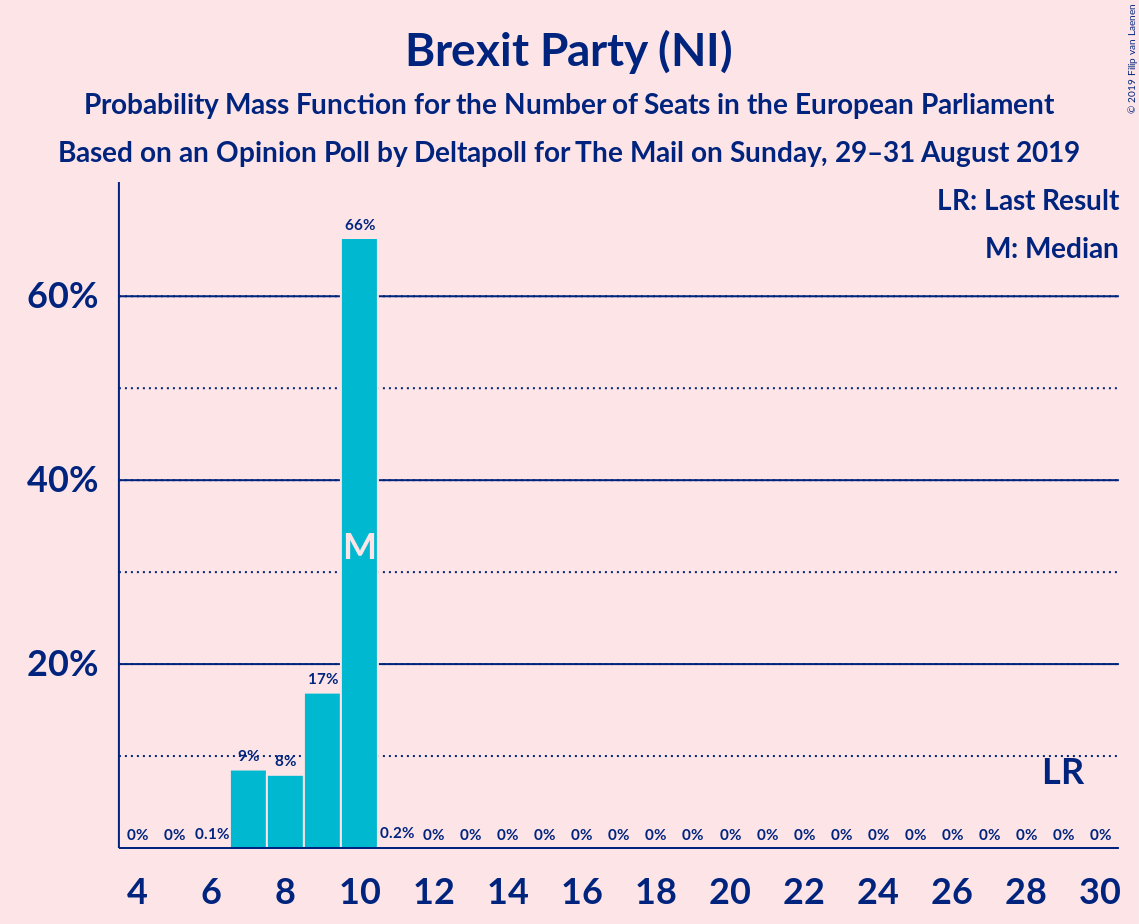 Brexit Party (NI)
Probability Mass Function for the Number of Seats in the European Parliament
Based on an Opinion Poll by Deltapoll for The Mail on Sunday, 29–31 August 2019
© 2019 Filip van Laenen
LR: Last Result
M: Median
66%
60%
40%
M
20%
17%
9% 8%
LR
0% 0% 0.1% 0.2% 0% 0% 0% 0% 0% 0% 0% 0% 0% 0% 0% 0% 0% 0% 0% 0% 0% 0% 0%
4 6 8 10 12 14 16 18 20 22 24 26 28 30